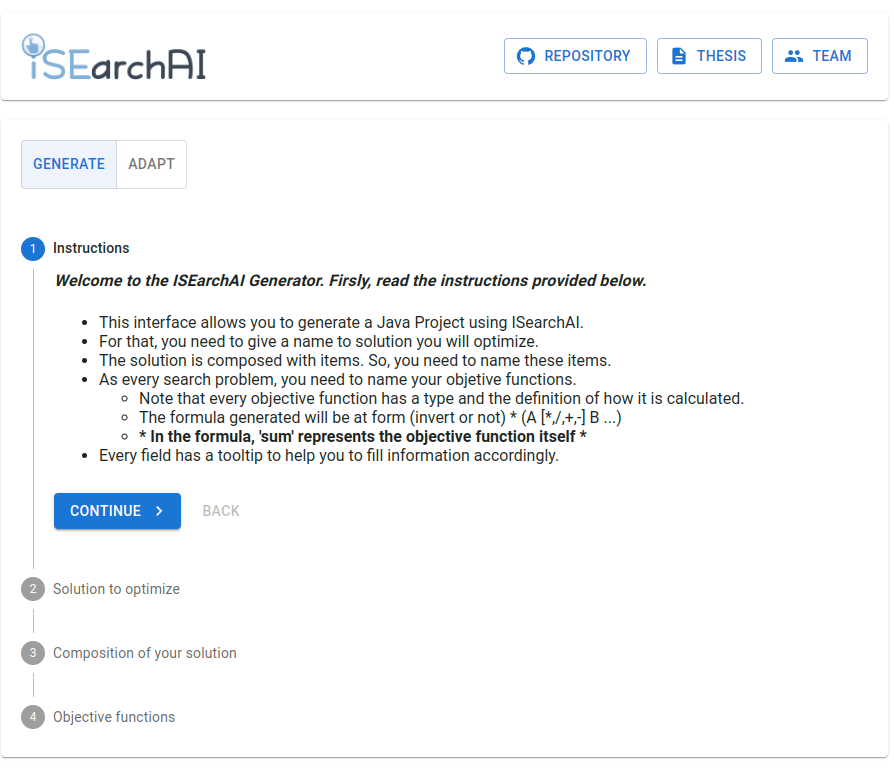 iSEarchAI
REPOSITORY
THESIS
TEAM
GENERATE
ADAPT
1 Instructions
Welcome to the ISEarchAI Generator. Firsly, read the instructions provided below.
• This interface allows you to generate a Java Project using ISearchAI.
• For that, you need to give a name to solution you will optimize.
• The solution is composed with items. So, you need to name these items.
• As every search problem, you need to name your objetive functions.
◦ Note that every objective function has a type and the definition of how it is calculated.
◦ The formula generated will be at form (invert or not) * (A [*,/,+,-] B ...)
◦ * In the formula, 'sum' represents the objective function itself *
• Every field has a tooltip to help you to fill information accordingly.
CONTINUE >
BACK
2 Solution to optimize
3 Composition of your solution
4 Objective functions